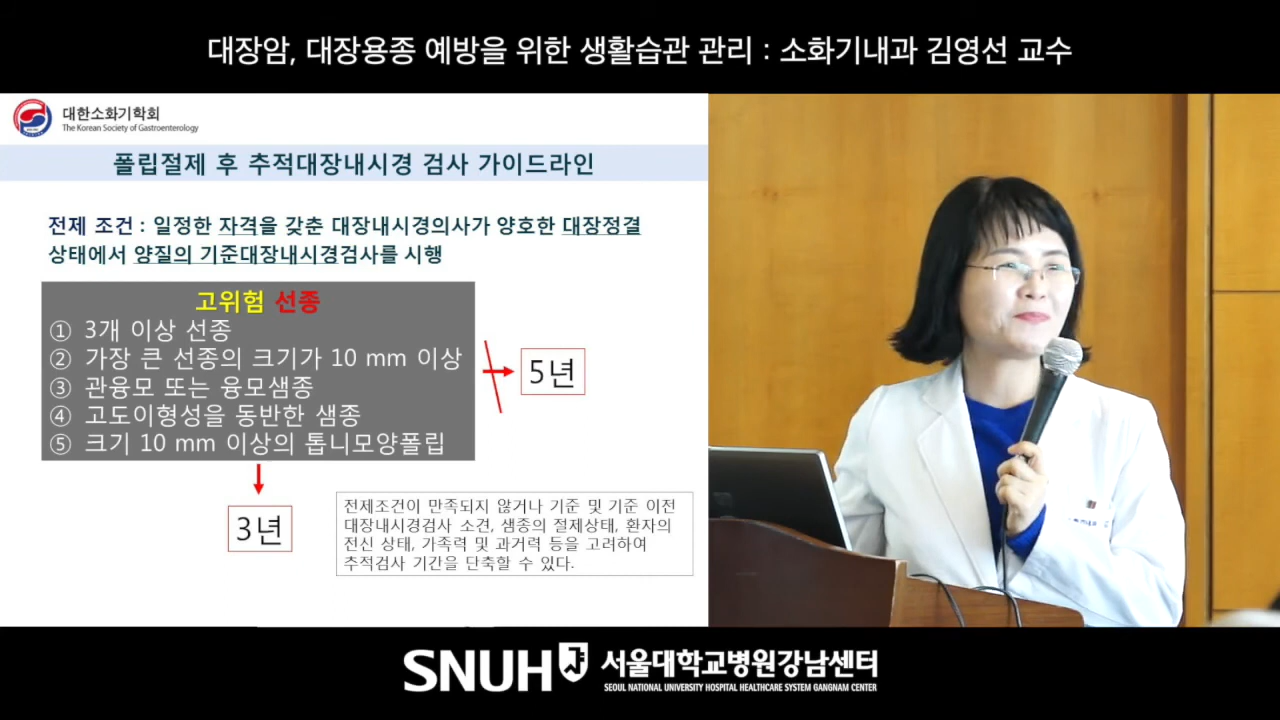 대장암, 대장용종 예방을 위한 생활습관 관리 : 소화기내과 김영선 교수
대한소화기학회
The Korean Society of Gastroenterology
폴립절제 후 추적대장내시경 검사 가이드라인
전제 조건 : 일정한 자격을 갖춘 대장내시경의사가 양호한 대장정결
상태에서 양질의 기준대장내시경검사를 시행
고위험 선종
① 3개 이상 선종
② 가장 큰 선종의 크기가 10 mm 이상
③ 관융모 또는 융모샘종
④ 고도이형성을 동반한 샘종
⑤ 크기 10 mm 이상의 톱니모양폴립
5년
3년
전제조건이 만족되지 않거나 기준 및 기준 이전
대장내시경검사 소견, 샘종의 절제상태, 환자의
전신 상태, 가족력 및 과거력 등을 고려하여
추적검사 기간을 단축할 수 있다.
SNUH 서울대학교병원강남센터
SEOUL NATIONAL UNIVERSITY HOSPITAL HEALTHCARE SYSTEM GANGNAM CENTER